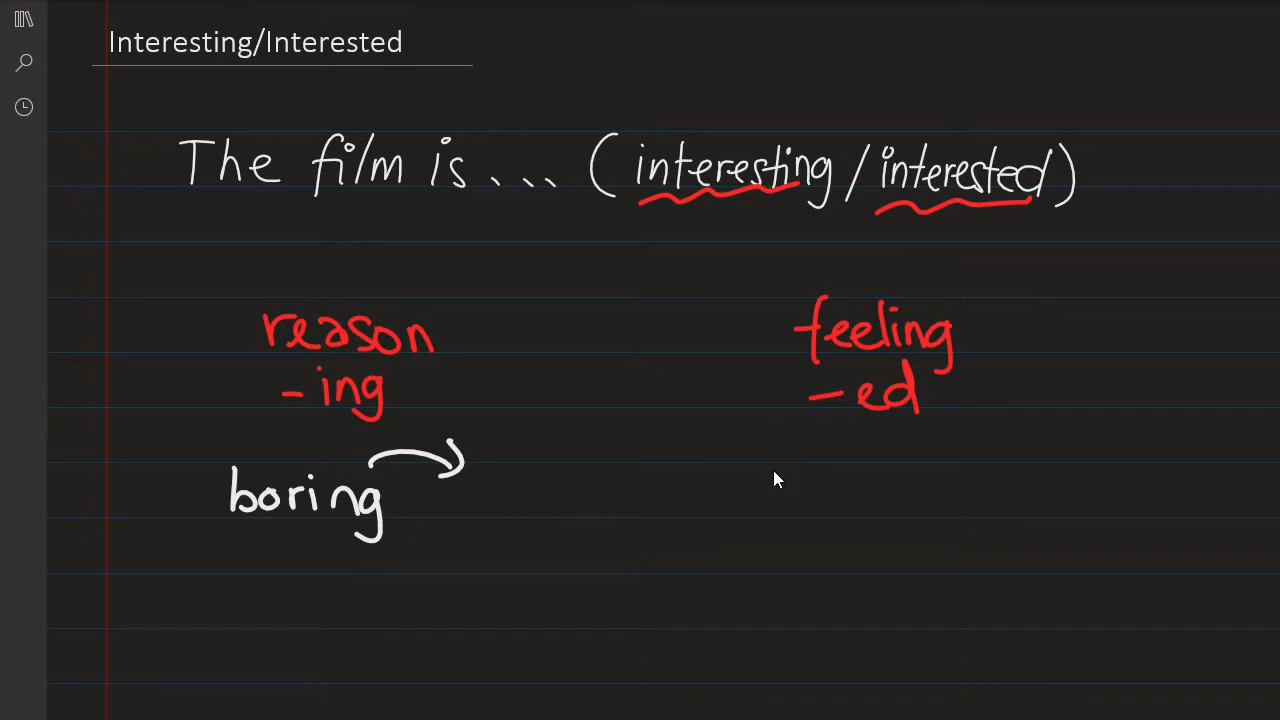 Interesting/Interested
The film is... (interesting/interested)
reason feeling
-ing -ed
boring